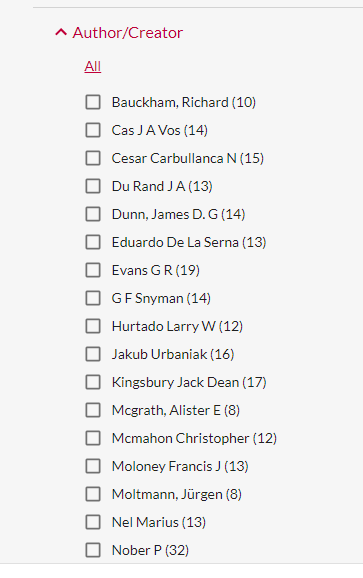 Author/Creator
All
Bauckham, Richard (10)
Cas J A Vos (14)
Cesar Carbullanca N (15)
Du Rand J A (13)
Dunn, James D. G (14)
Eduardo De La Serna (13)
Evans G R (19)
G F Snyman (14)
Hurtado Larry W (12)
Jakub Urbaniak (16)
Kingsbury Jack Dean (17)
Mcgrath, Alister E (8)
Mcmahon Christopher (12)
Moloney Francis J (13)
Moltmann, Jürgen (8)
Nel Marius (13)
Nober P (32)